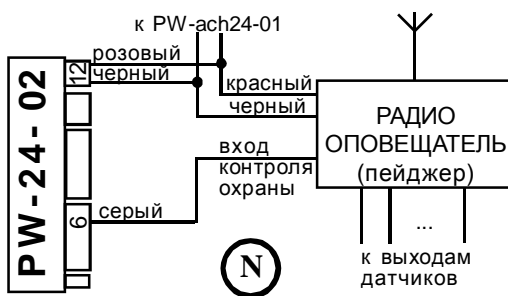 к PW-ach24-01
розовый
черный
12
красный
черный
PW-24-02
РАДИО
ОПОВЕЩАТЕЛЬ
(пейджер)
вход
контроля
охраны
6
серый
...
N
к выходам
датчиков